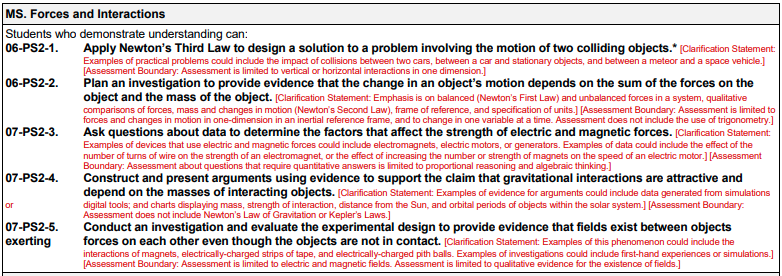 MS. Forces and Interactions
Students who demonstrate understanding can:
06-PS2-1. Apply Newton's Third Law to design a solution to a problem involving the motion of two colliding objects.* [Clarification Statement:
Examples of practical problems could include the impact of collisions between two cars, between a car and stationary objects, and between a meteor and a space vehicle.]
[Assessment Boundary: Assessment is limited to vertical or horizontal interactions in one dimension.]
06-PS2-2. Plan an investigation to provide evidence that the change in an object's motion depends on the sum of the forces on the
object and the mass of the object. [Clarification Statement: Emphasis is on balanced (Newton's First Law) and unbalanced forces in a system, qualitative
comparisons of forces, mass and changes in motion (Newton's Second Law), frame of reference, and specification of units.] [Assessment Boundary: Assessment is limited to
forces and changes in motion in one-dimension in an inertial reference frame, and to change in one variable at a time. Assessment does not include the use of trigonometry.]
07-PS2-3. Ask questions about data to determine the factors that affect the strength of electric and magnetic forces. [Clarification Statement:
Examples of devices that use electric and magnetic forces could include electromagnets, electric motors, or generators. Examples of data could include the effect of the
number of turns of wire on the strength of an electromagnet, or the effect of increasing the number or strength of magnets on the speed of an electric motor.] [Assessment
Boundary: Assessment about questions that require quantitative answers is limited to proportional reasoning and algebraic thinking.]
07-PS2-4. Construct and present arguments using evidence to support the claim that gravitational interactions are attractive and
depend on the masses of interacting objects. [Clarification Statement: Examples of evidence for arguments could include data generated from simulations
or digital tools; and charts displaying mass, strength of interaction, distance from the Sun, and orbital periods of objects within the solar system.] [Assessment Boundary:
Assessment does not include Newton's Law of Gravitation or Kepler's Laws.]
07-PS2-5. Conduct an investigation and evaluate the experimental design to provide evidence that fields exist between objects
exerting forces on each other even though the objects are not in contact. [Clarification Statement: Examples of this phenomenon could include the
interactions of magnets, electrically-charged strips of tape, and electrically-charged pith balls. Examples of investigations could include first-hand experiences or simulations.]
[Assessment Boundary: Assessment is limited to electric and magnetic fields. Assessment is limited to qualitative evidence for the existence of fields.]